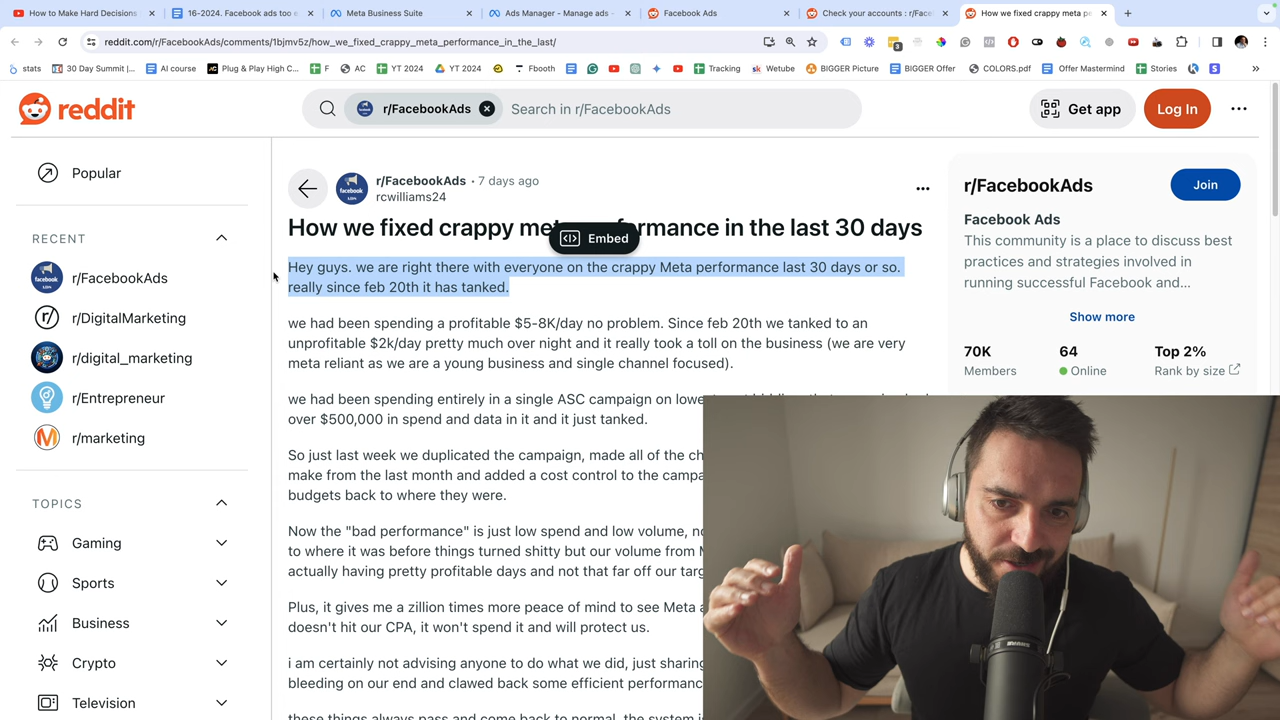 How to Make Hard Decisions
16-2024. Facebook ads too e
Meta Business Suite
Ads Manager - Manage ads -
Facebook Ads
Check your accounts : r/Face
How we fixed crappy meta pe
reddit.com/r/FacebookAds/comments/1bjmv5z/how_we_fixed_crappy_meta_performance_in_the_last/
3
stats
30 Day Summit |...
AI course
Plug & Play High C...
F
AC
YT 2024
YT 2024
Fbooth
Tracking
Wetube
BIGGER Picture
BIGGER Offer
COLORS.pdf
Offer Mastermind
Stories
reddit
r/FacebookAds
Search in r/FacebookAds
Get app
Log In
Popular
RECENT
r/FacebookAds
r/DigitalMarketing
r/digital_marketing
r/Entrepreneur
r/marketing
TOPICS
Gaming
Sports
Business
Crypto
Television
r/FacebookAds • 7 days ago
rcwilliams24
How we fixed crappy met rmance in the last 30 days
Embed
Hey guys. we are right there with everyone on the crappy Meta performance last 30 days or so.
really since feb 20th it has tanked.
we had been spending a profitable $5-8K/day no problem. Since feb 20th we tanked to an
unprofitable $2k/day pretty much over night and it really took a toll on the business (we are very
meta reliant as we are a young business and single channel focused).
we had been spending entirely in a single ASC campaign on lowe
over $500,000 in spend and data in it and it just tanked.
So just last week we duplicated the campaign, made all of the ch
make from the last month and added a cost control to the campa
budgets back to where they were.
Now the "bad performance" is just low spend and low volume, no
to where it was before things turned shitty but our volume from M
actually having pretty profitable days and not that far off our targ
Plus, it gives me a zillion times more peace of mind to see Meta a
doesn't hit our CPA, it won't spend it and will protect us.
i am certainly not advising anyone to do what we did, just sharing
bleeding on our end and clawed back some efficient performanc
these things always pass and come back to normal, the system is
r/FacebookAds
Join
Facebook Ads
This community is a place to discuss best
practices and strategies involved in
running successful Facebook and...
Show more
70K
Members
64
Online
Top 2%
Rank by size